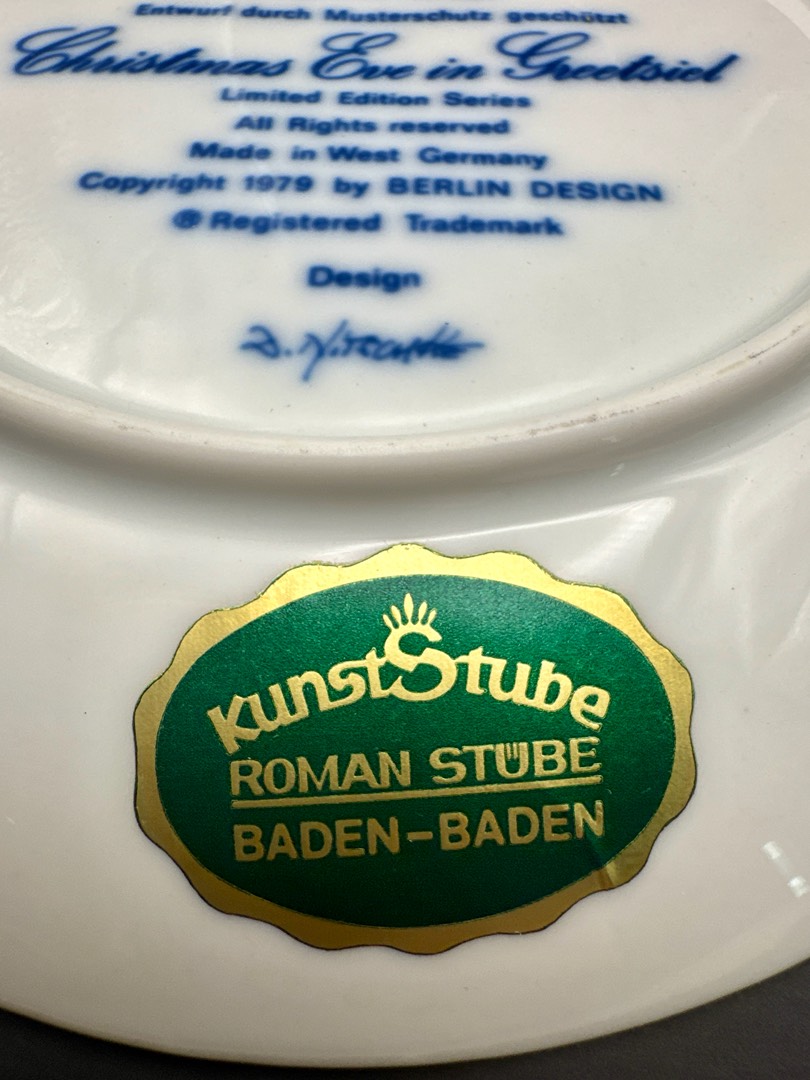 Entwurf durch Musterschutz geschützt
Christmas Eve in Greetsiel
Limited Edition Series
All Rights reserved
Made in West Germany
Copyright 1979 by BERLIN DESIGN
® Registered Trademark
Design
D. Nitschke
KunstStube
ROMAN STÜBE
BADEN-BADEN